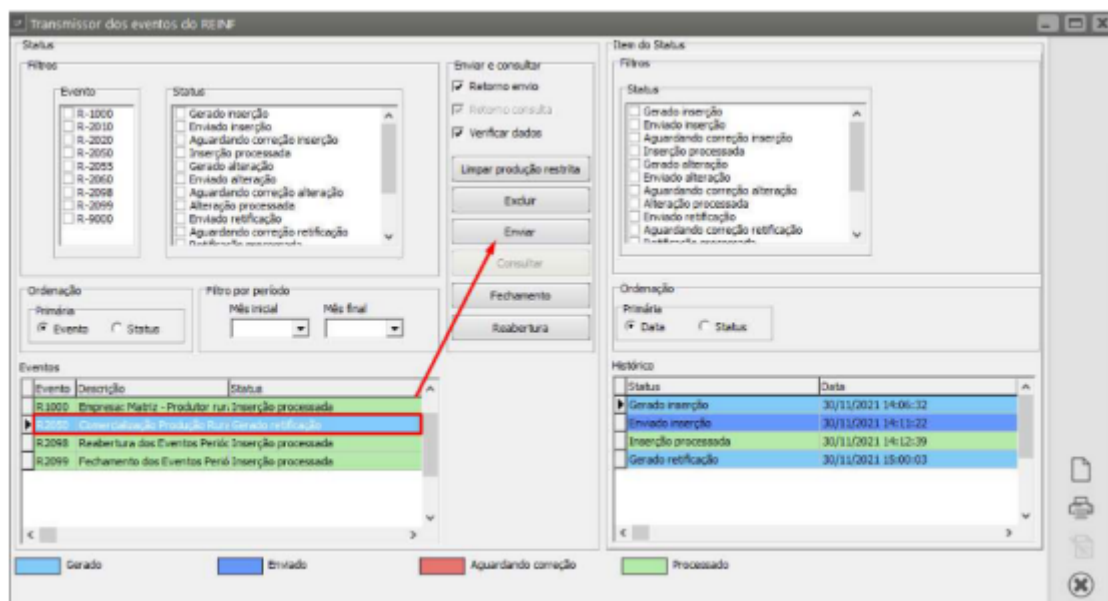 Transmissor dos eventos do REINF
Status
Filtros
Evento
R-1000
R-2010
R-2020
R-2050
R-2055
R-2060
R-2098
R-2099
R-9000
Status
Gerado inserção
Enviado inserção
Aguardando correção inserção
Inserção processada
Gerado alteração
Enviado alteração
Aguardando correção alteração
Alteração processada
Enviado retificação
Aguardando correção retificação
Retificação processada
Enviar e consultar
Retorno envio
Retorno consulta
Verificar dados
Limpar produção restrita
Excluir
Enviar
Consultar
Fechamento
Reabertura
Ordenação
Primária
Evento Status
Filtro por período
Mês inicial Mês final
Eventos
Evento Descrição Status
R1000 Empresa: Matriz - Produtor rur Inserção processada
R2050 Comercialização Produção Rura Gerado retificação
R2098 Reabertura dos Eventos Perió Inserção processada
R2099 Fechamento dos Eventos Perió Inserção processada
Item do Status
Filtros
Status
Gerado inserção
Enviado inserção
Aguardando correção inserção
Inserção processada
Gerado alteração
Enviado alteração
Aguardando correção alteração
Alteração processada
Enviado retificação
Aguardando correção retificação
Retificação processada
Ordenação
Primária
Data Status
Histórico
Status Data
Gerado inserção 30/11/2021 14:06:32
Enviado inserção 30/11/2021 14:11:22
Inserção processada 30/11/2021 14:12:39
Gerado retificação 30/11/2021 15:00:03
Gerado Enviado Aguardando correção Processado